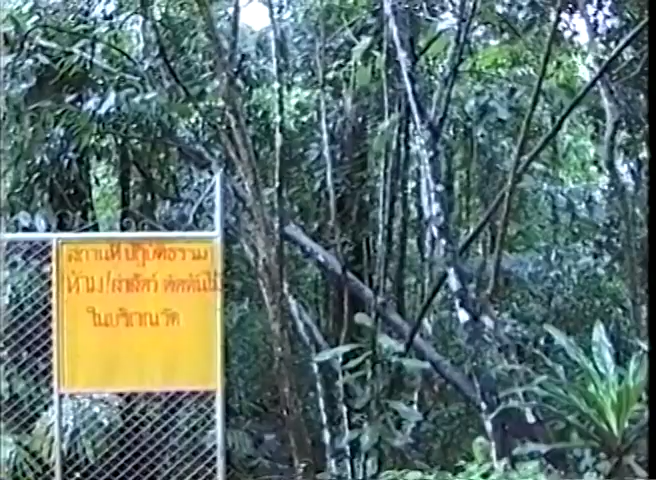 สถานที่ปฏิบัติธรรม
ห้าม!ฆ่าสัตว์ ตัดต้นไม้
ในบริเวณวัด